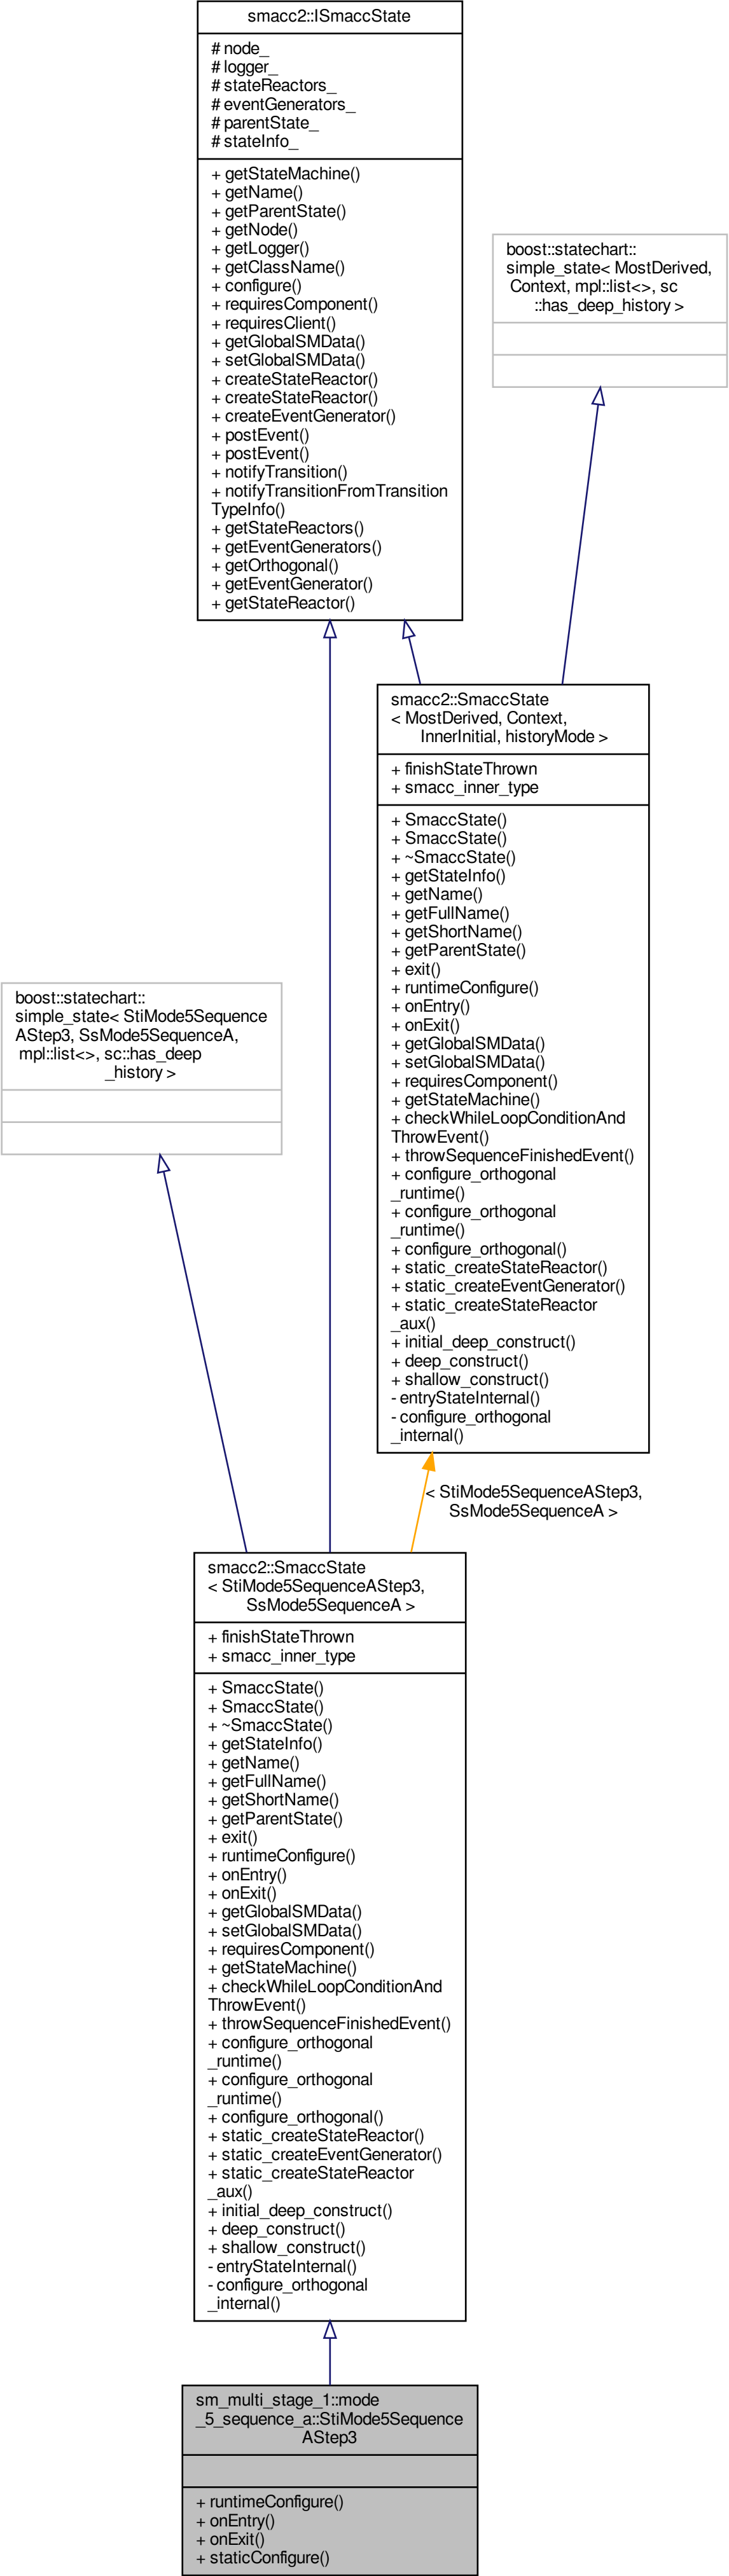 smacc2::ISmaccState
# node_
# logger_
# stateReactors_
# eventGenerators_
# parentState_
# stateInfo_
+ getStateMachine()
+ getName()
+ getParentState()
+ getNode()
+ getLogger()
+ getClassName()
+ configure()
+ requiresComponent()
+ requiresClient()
+ getGlobalSMData()
+ setGlobalSMData()
+ createStateReactor()
+ createStateReactor()
+ createEventGenerator()
+ postEvent()
+ postEvent()
+ notifyTransition()
+ notifyTransitionFromTransition
TypeInfo()
+ getStateReactors()
+ getEventGenerators()
+ getOrthogonal()
+ getEventGenerator()
+ getStateReactor()
boost::statechart::
simple_state< MostDerived,
Context, mpl::list<>, sc
::has_deep_history >
smacc2::SmaccState
< MostDerived, Context,
InnerInitial, historyMode >
+ finishStateThrown
+ smacc_inner_type
+ SmaccState()
+ SmaccState()
+ ~SmaccState()
+ getStateInfo()
+ getName()
+ getFullName()
+ getShortName()
+ getParentState()
+ exit()
+ runtimeConfigure()
+ onEntry()
+ onExit()
+ getGlobalSMData()
+ setGlobalSMData()
+ requiresComponent()
+ getStateMachine()
+ checkWhileLoopConditionAnd
ThrowEvent()
+ throwSequenceFinishedEvent()
+ configure_orthogonal
_runtime()
+ configure_orthogonal
_runtime()
+ configure_orthogonal()
+ static_createStateReactor()
+ static_createEventGenerator()
+ static_createStateReactor
_aux()
+ initial_deep_construct()
+ deep_construct()
+ shallow_construct()
- entryStateInternal()
- configure_orthogonal
_internal()
boost::statechart::
simple_state< StiMode5Sequence
AStep3, SsMode5SequenceA,
mpl::list<>, sc::has_deep
_history >
< StiMode5SequenceAStep3,
SsMode5SequenceA >
smacc2::SmaccState
< StiMode5SequenceAStep3,
SsMode5SequenceA >
+ finishStateThrown
+ smacc_inner_type
+ SmaccState()
+ SmaccState()
+ ~SmaccState()
+ getStateInfo()
+ getName()
+ getFullName()
+ getShortName()
+ getParentState()
+ exit()
+ runtimeConfigure()
+ onEntry()
+ onExit()
+ getGlobalSMData()
+ setGlobalSMData()
+ requiresComponent()
+ getStateMachine()
+ checkWhileLoopConditionAnd
ThrowEvent()
+ throwSequenceFinishedEvent()
+ configure_orthogonal
_runtime()
+ configure_orthogonal
_runtime()
+ configure_orthogonal()
+ static_createStateReactor()
+ static_createEventGenerator()
+ static_createStateReactor
_aux()
+ initial_deep_construct()
+ deep_construct()
+ shallow_construct()
- entryStateInternal()
- configure_orthogonal
_internal()
sm_multi_stage_1::mode
_5_sequence_a::StiMode5Sequence
AStep3
+ runtimeConfigure()
+ onEntry()
+ onExit()
+ staticConfigure()